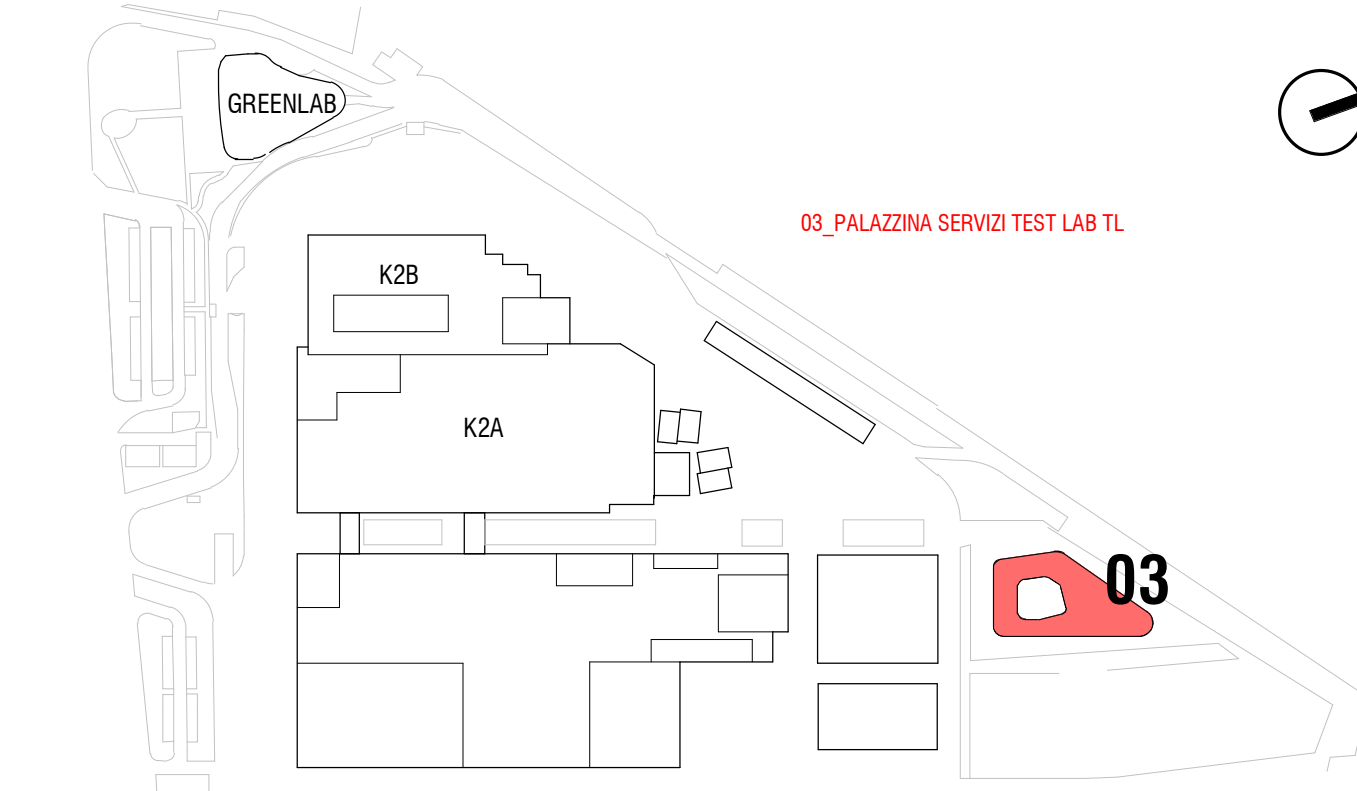 GREENLAB
03_PALAZZINA SERVIZI TEST LAB TL
K2B
K2A
03